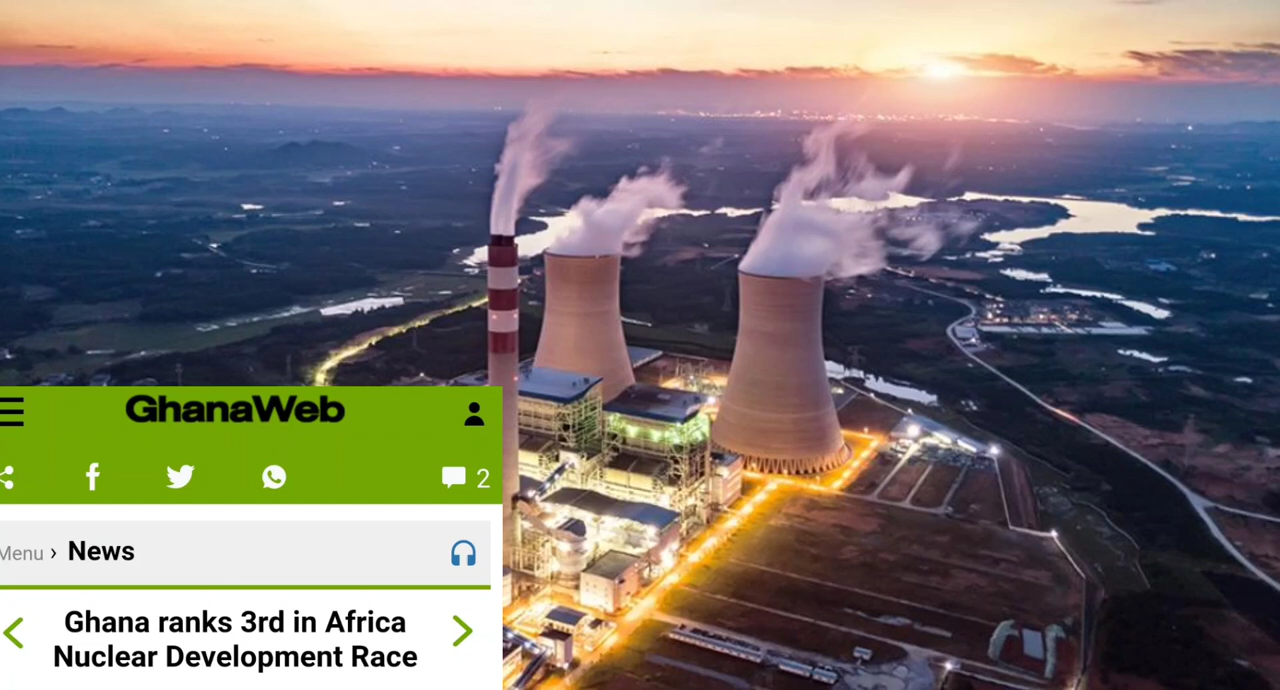 GhanaWeb
2
Menu › News
Ghana ranks 3rd in Africa
Nuclear Development Race